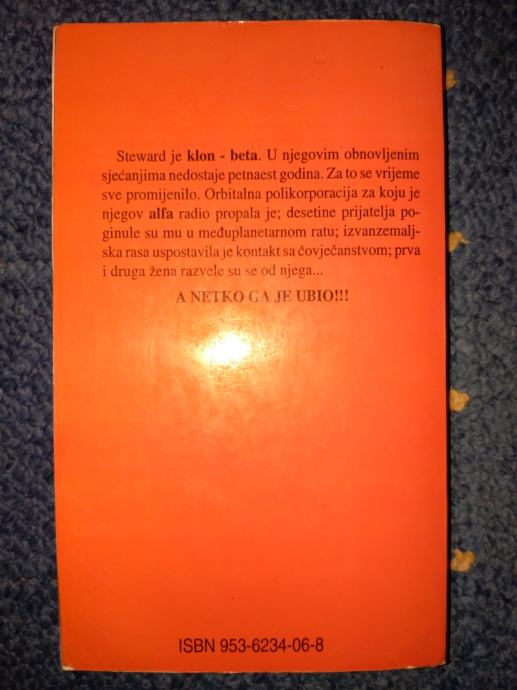 Steward je klon - beta. U njegovim obnovljenim
sjećanjima nedostaje petnaest godina. Za to se vrijeme
sve promijenilo. Orbitalna polikorporacija za koju je
njegov alfa radio propala je; desetine prijatelja po-
ginule su mu u međuplanetarnom ratu; izvanzemalj-
ska rasa uspostavila je kontakt sa čovječanstvom; prva
i druga žena razvele su se od njega...
A NETKO GA JE UBIO!!!
ISBN 953-6234-06-8